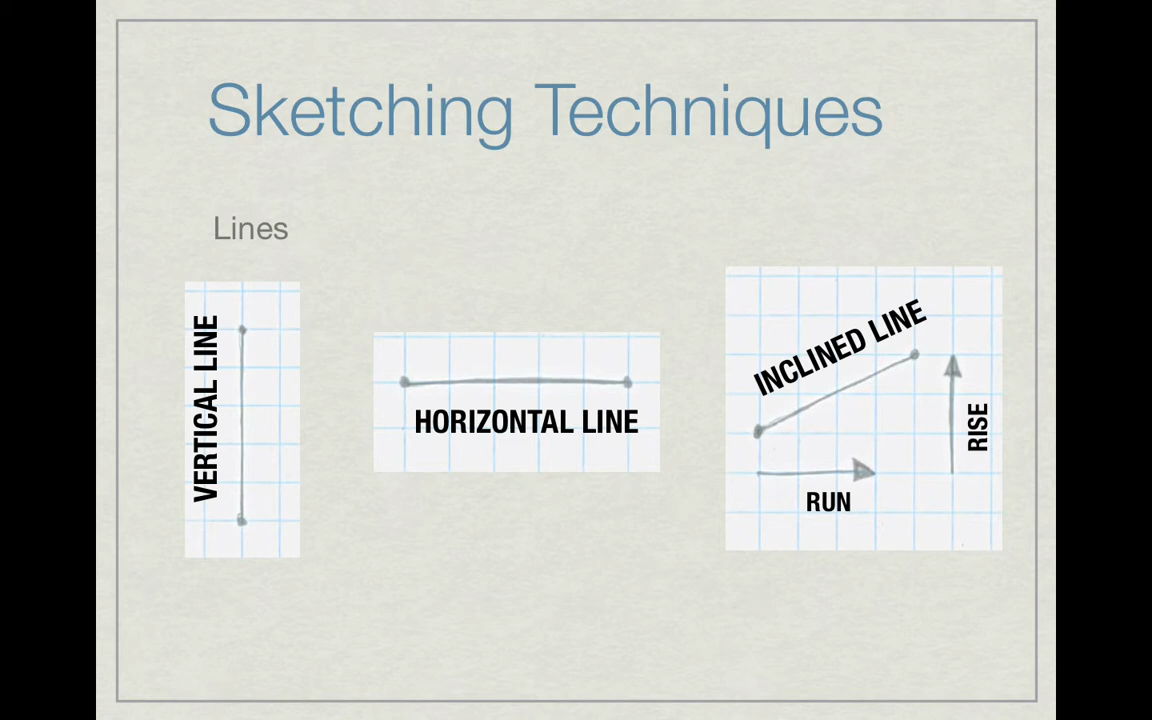 Sketching Techniques
Lines
VERTICAL LINE
HORIZONTAL LINE
INCLINED LINE
RISE
RUN